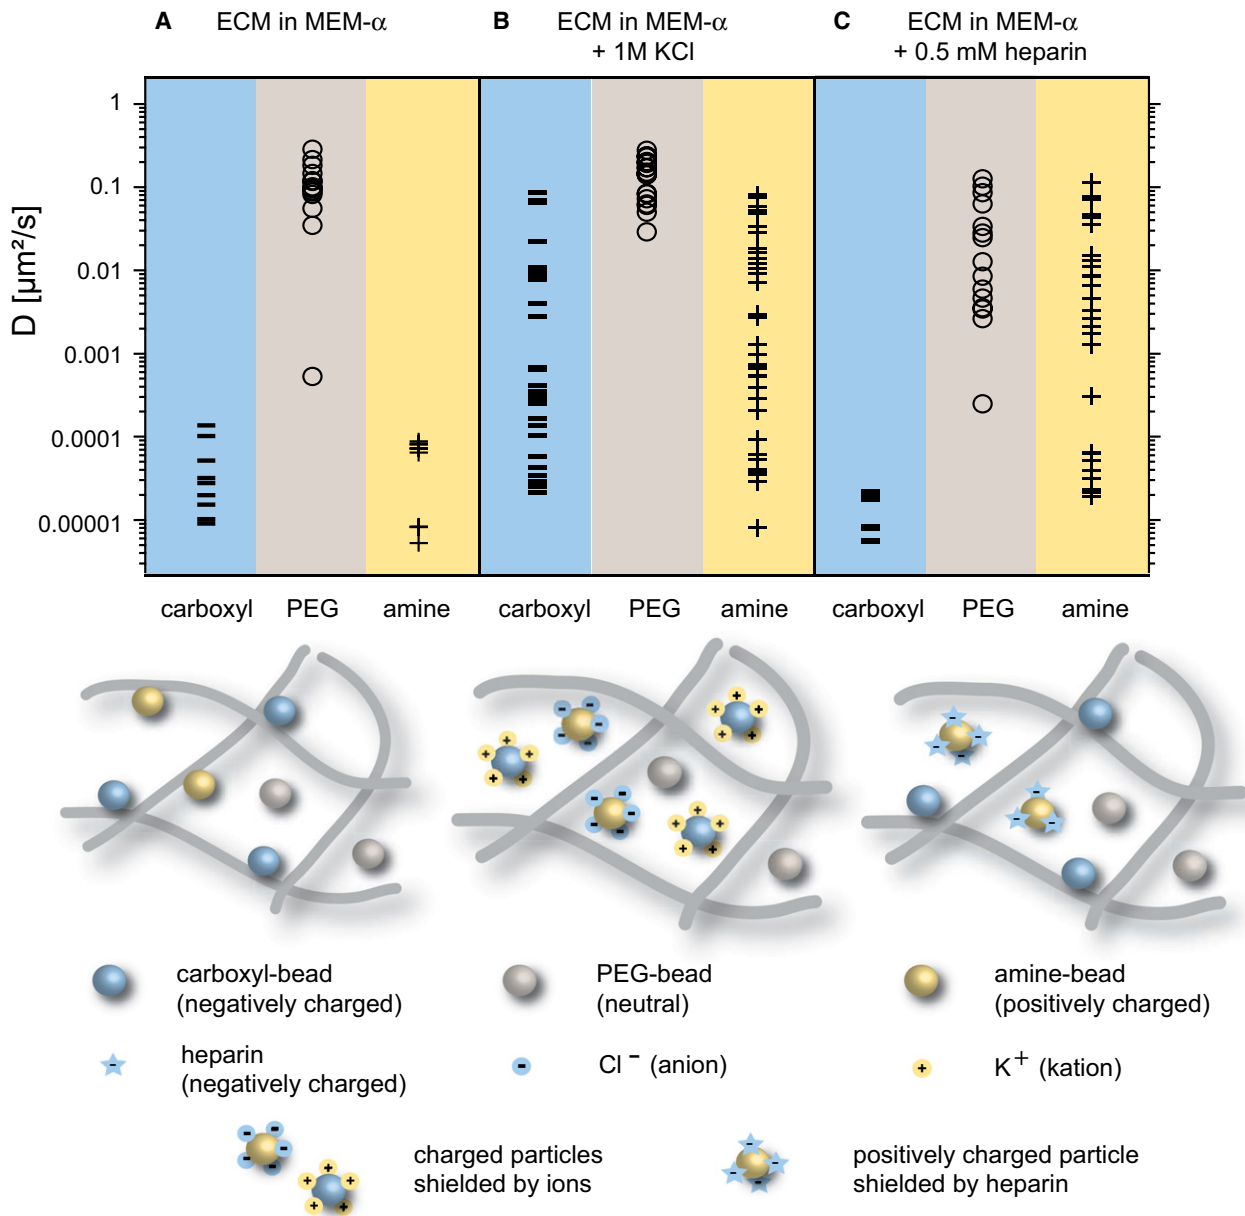 A ECM in MEM-α
B ECM in MEM-α
+ 1M KCl
C ECM in MEM-α
+ 0.5 mM heparin
D [µm²/s]
1
0.1
0.01
0.001
0.0001
0.00001
carboxyl PEG amine
carboxyl PEG amine
carboxyl PEG amine
carboxyl-bead
(negatively charged)
PEG-bead
(neutral)
amine-bead
(positively charged)
heparin
(negatively charged)
Cl⁻ (anion)
K⁺ (kation)
charged particles
shielded by ions
positively charged particle
shielded by heparin